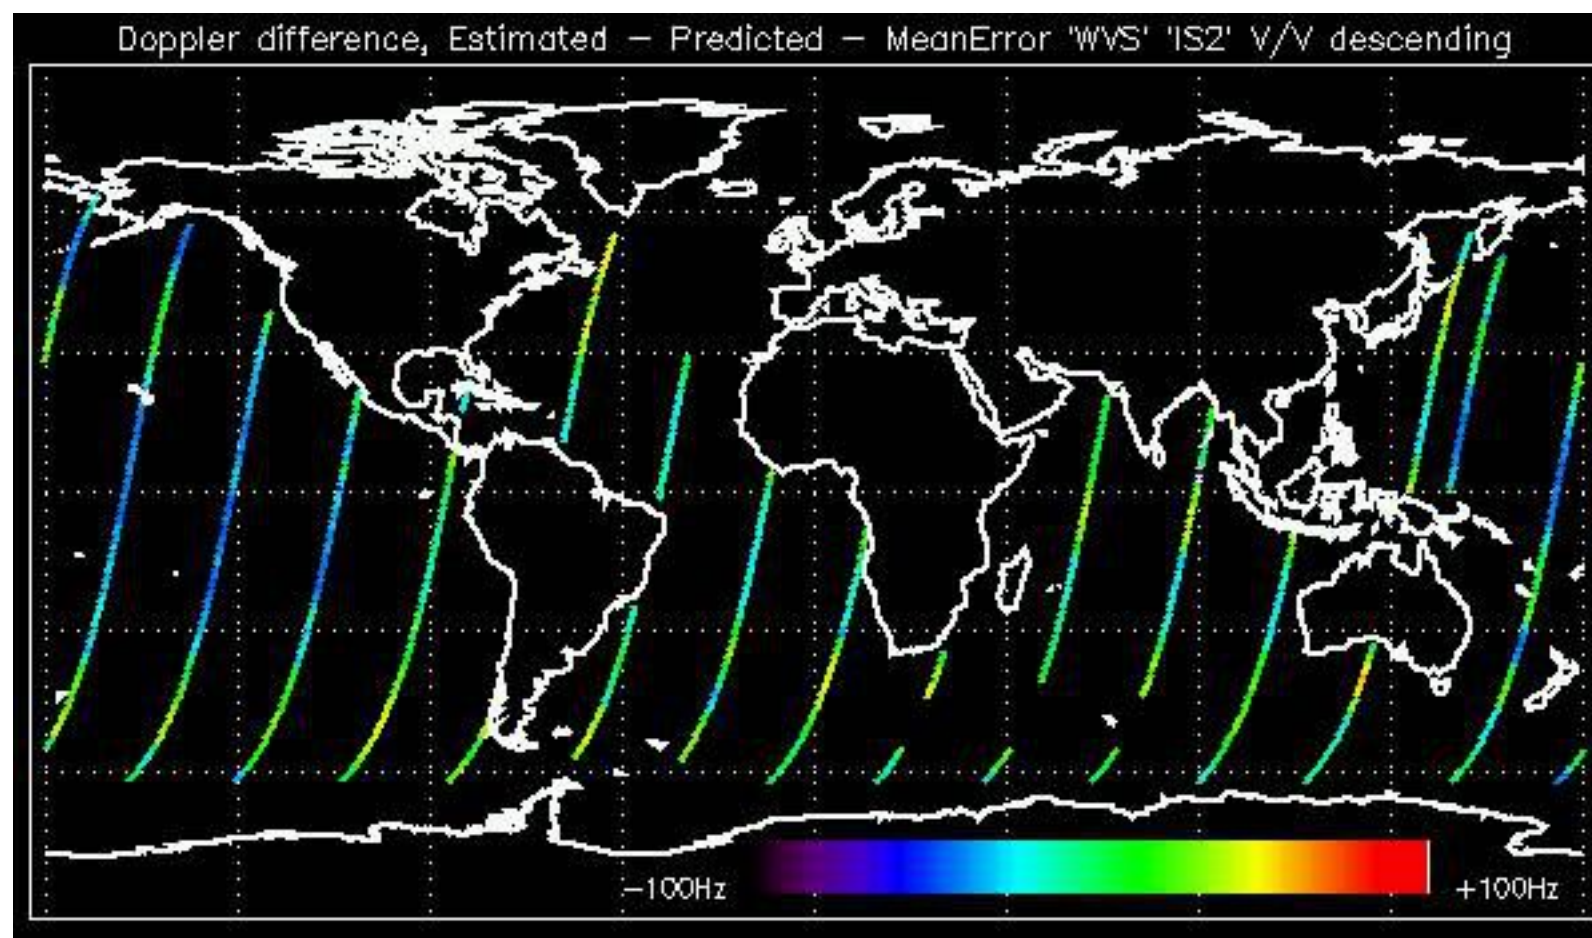 Doppler difference, Estimated - Predicted - MeanError 'WVS' 'IS2' V/V descending
-100Hz
+100Hz